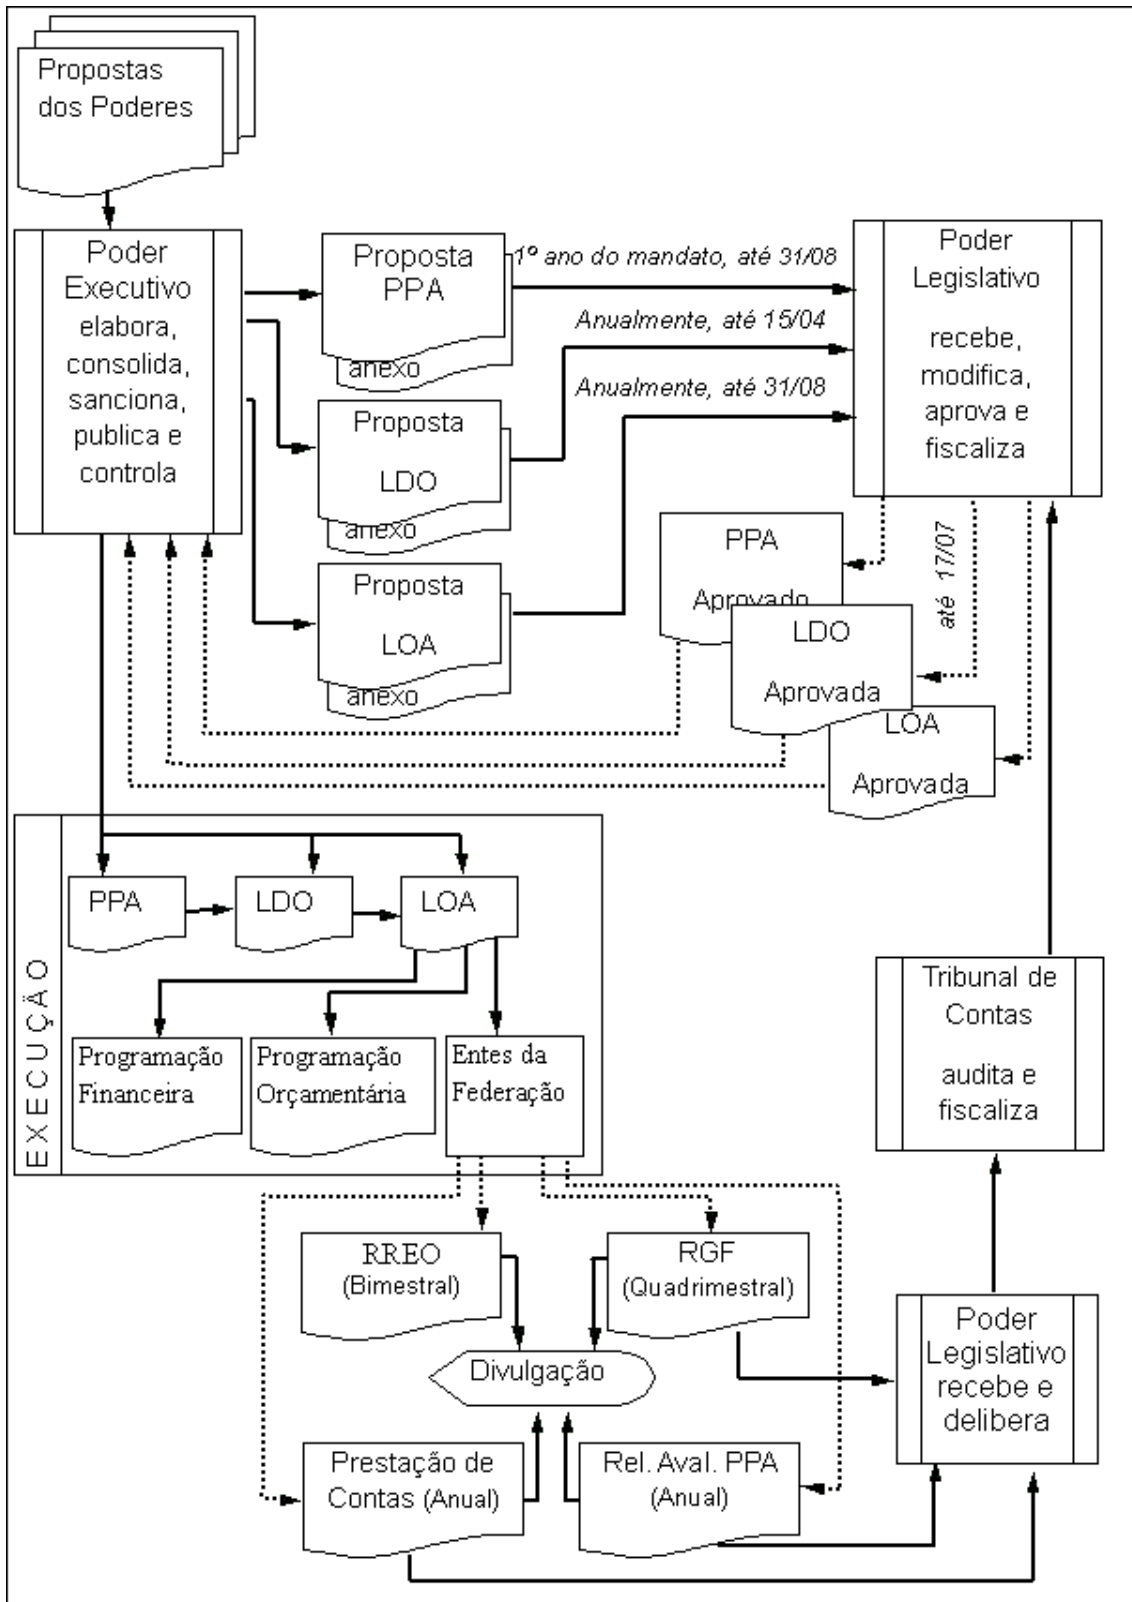 Propostas
dos Poderes
Poder
Executivo
elabora,
consolida,
sanciona,
publica e
controla
Proposta
PPA
anexo
1º ano do mandato, até 31/08
Anualmente, até 15/04
Anualmente, até 31/08
Proposta
LDO
anexo
Proposta
LOA
anexo
Poder
Legislativo
recebe,
modifica,
aprova e
fiscaliza
PPA
Aprovado
até 17/07
LDO
Aprovada
LOA
Aprovada
EXECUÇÃO
PPA
LDO
LOA
Programação
Financeira
Programação
Orçamentária
Entes da
Federação
Tribunal de
Contas
audita e
fiscaliza
RREO
(Bimestral)
RGF
(Quadrimestral)
Divulgação
Poder
Legislativo
recebe e
delibera
Prestação de
Contas (Anual)
Rel. Aval. PPA
(Anual)